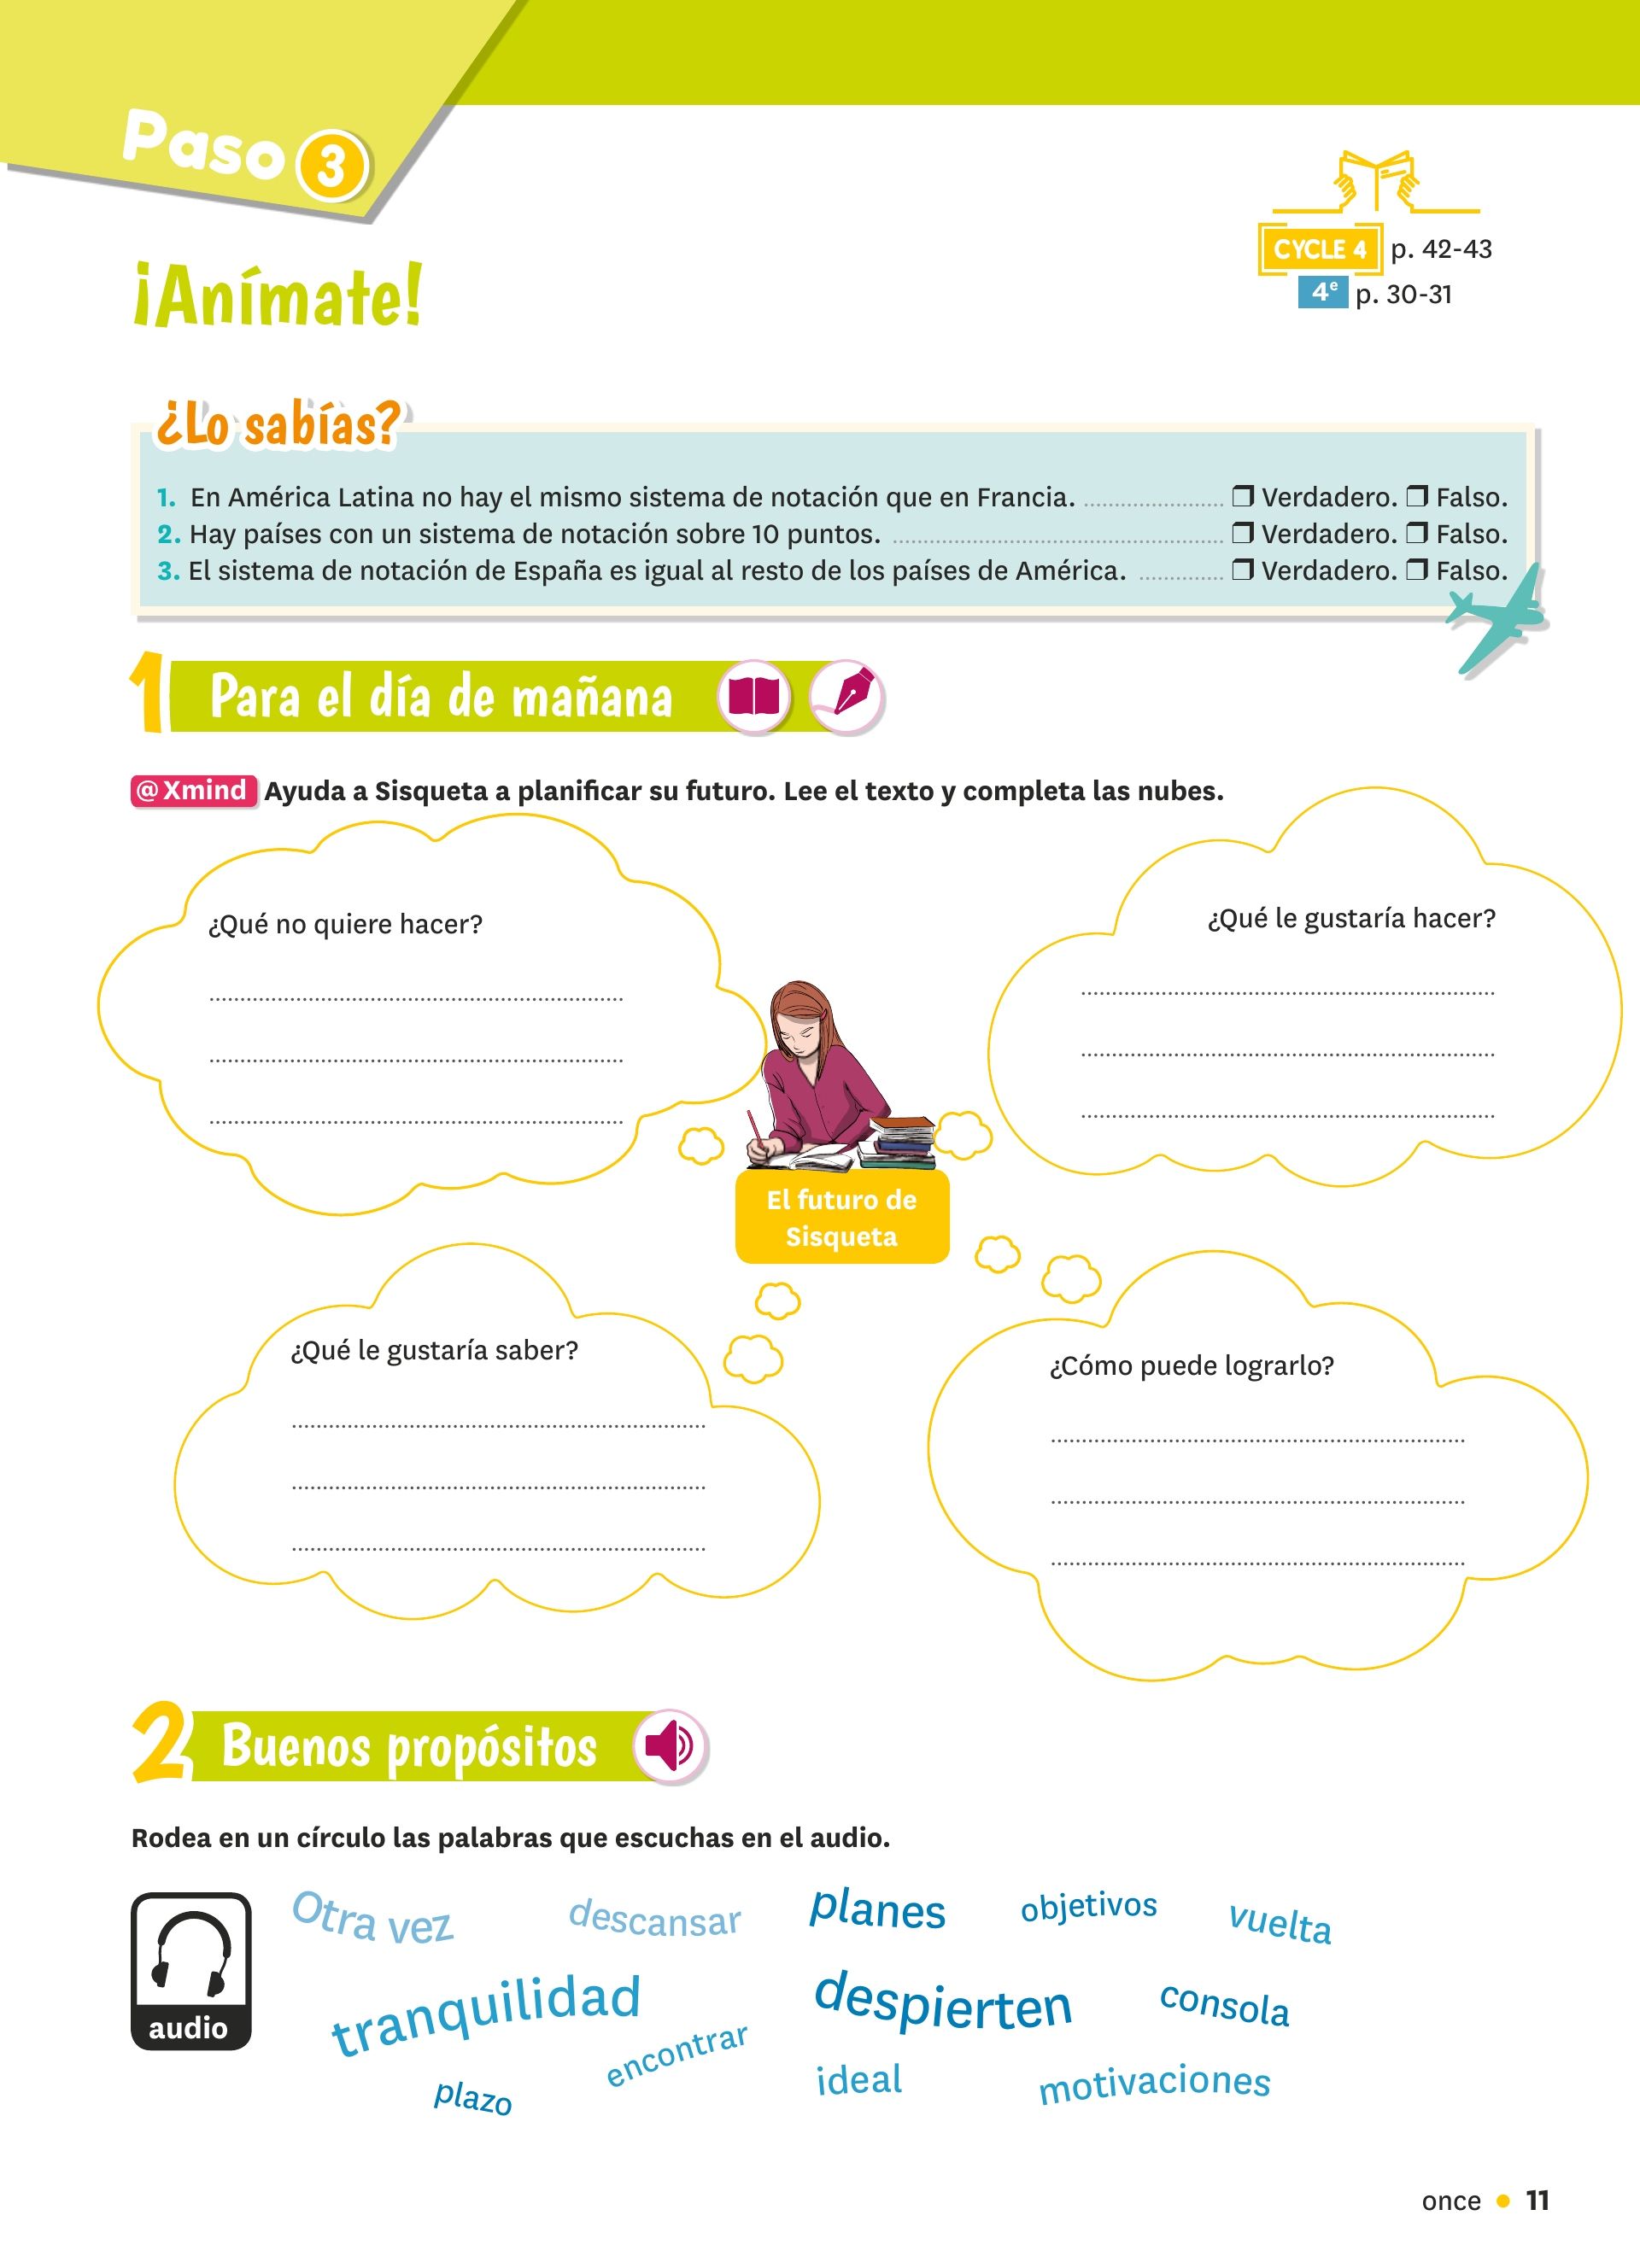 Paso 3
¡Anímate!
CYCLE 4 p. 42-43
4e p. 30-31
¿Lo sabías?
1. En América Latina no hay el mismo sistema de notación que en Francia. ..................... ❒ Verdadero. ❒ Falso.
2. Hay países con un sistema de notación sobre 10 puntos. .................................................. ❒ Verdadero. ❒ Falso.
3. El sistema de notación de España es igual al resto de los países de América. ............. ❒ Verdadero. ❒ Falso.
1 Para el día de mañana
@Xmind Ayuda a Sisqueta a planificar su futuro. Lee el texto y completa las nubes.
¿Qué no quiere hacer?
¿Qué le gustaría hacer?
El futuro de
Sisqueta
¿Qué le gustaría saber?
¿Cómo puede lograrlo?
2 Buenos propósitos
Rodea en un círculo las palabras que escuchas en el audio.
audio
Otra vez descansar planes objetivos vuelta
tranquilidad despierten consola
encontrar
plazo ideal motivaciones
once • 11